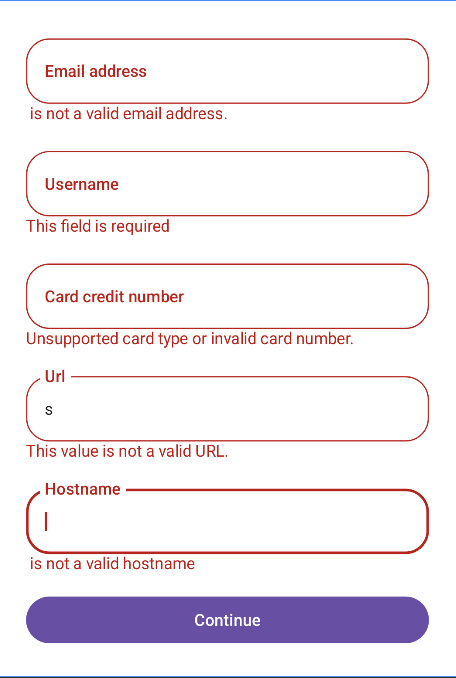 Email address
is not a valid email address.
Username
This field is required
Card credit number
Unsupported card type or invalid card number.
Url
s
This value is not a valid URL.
Hostname
is not a valid hostname
Continue